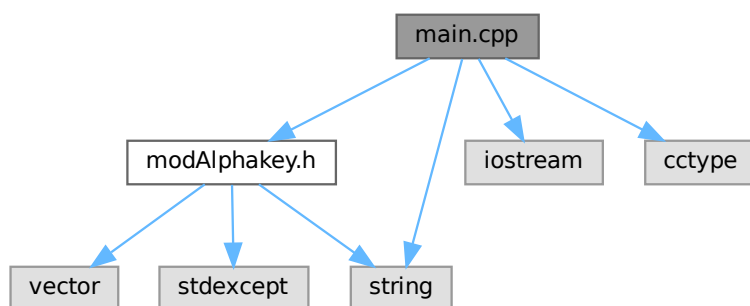 main.cpp
modAlphakey.h
iostream
cctype
vector
stdexcept
string